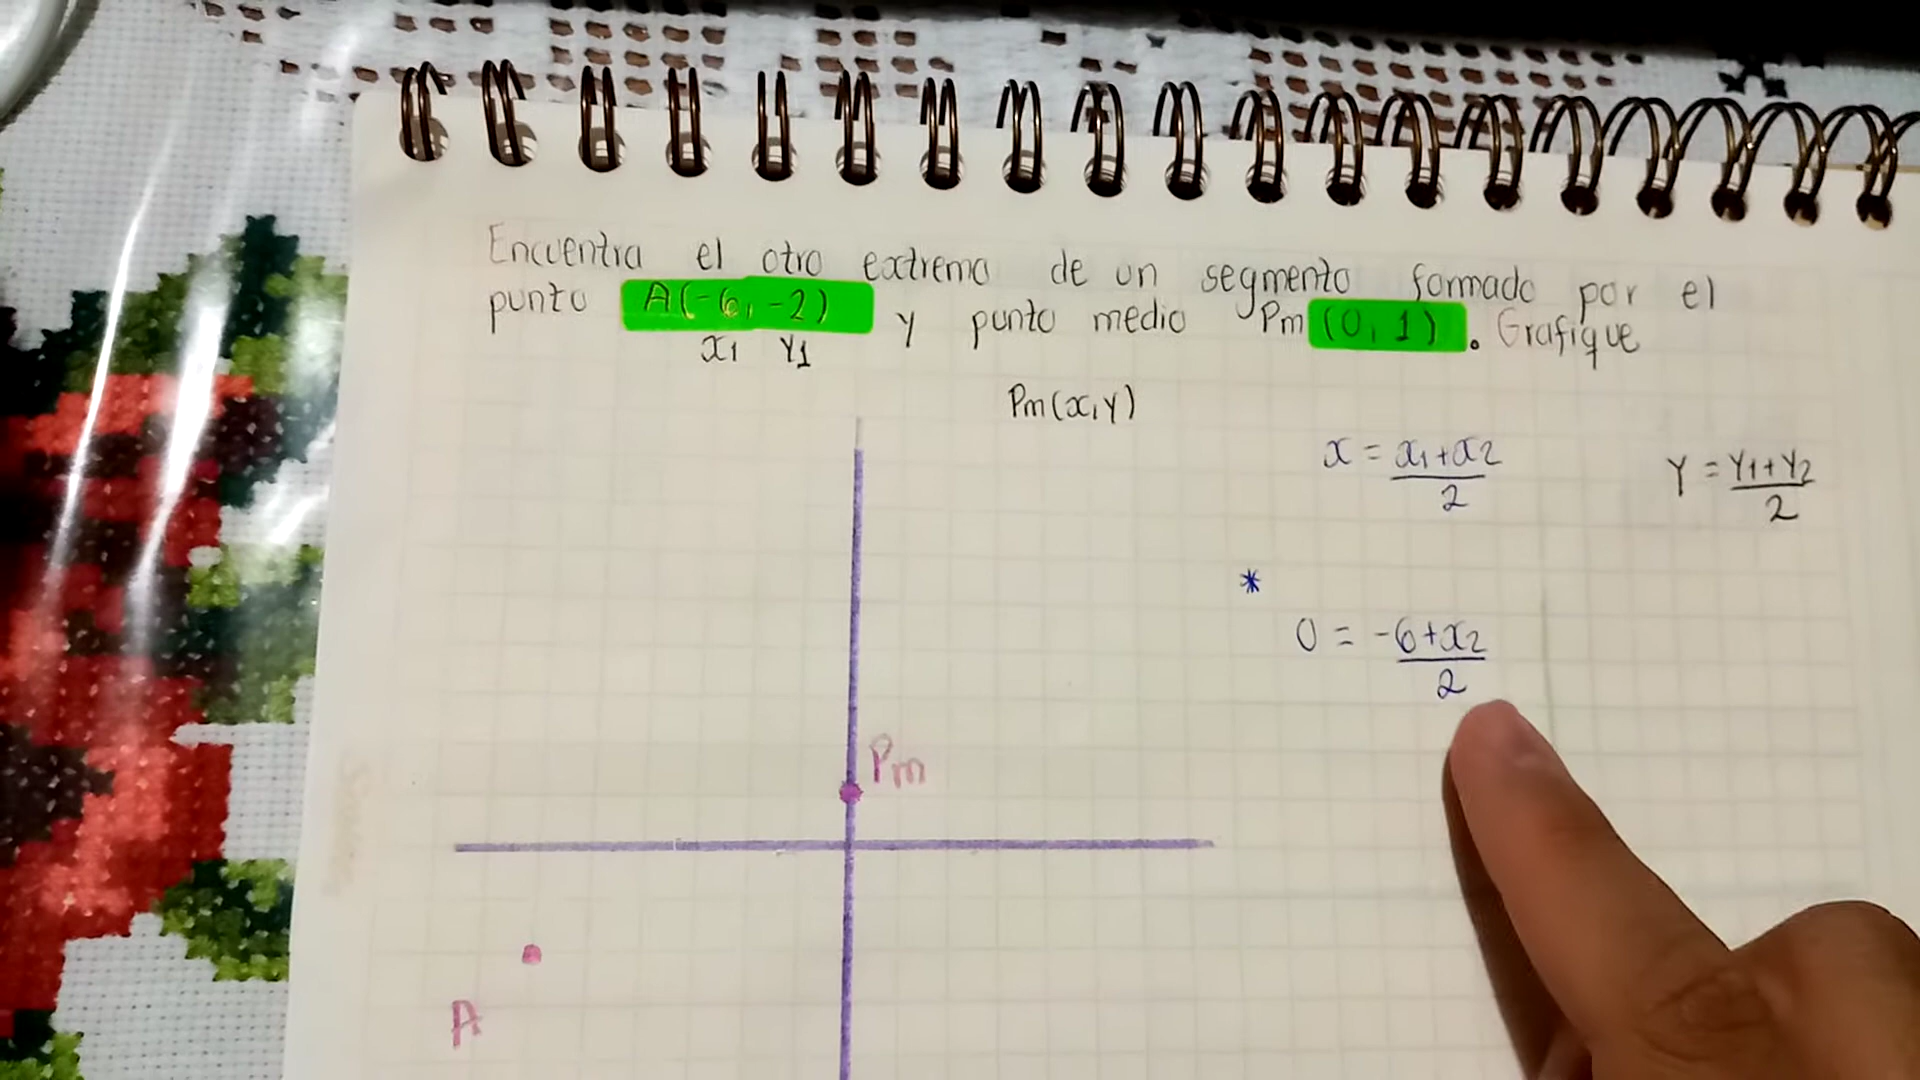 Encuentra el otro extremo de un segmento formado por el
punto A(-6, -2) y punto medio Pm (0, 1). Grafique
x1 y1
Pm(x,y)
x = x1+x2
2
y = y1+y2
2
*
0 = -6+x2
2
Pm
A